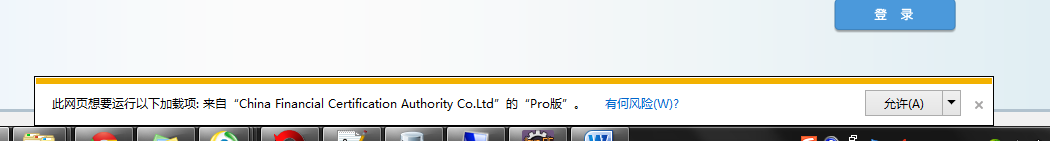 登 录
此网页想要运行以下加载项: 来自“China Financial Certification Authority Co.Ltd”的“Pro版”。 有何风险(W)? 允许(A) ×